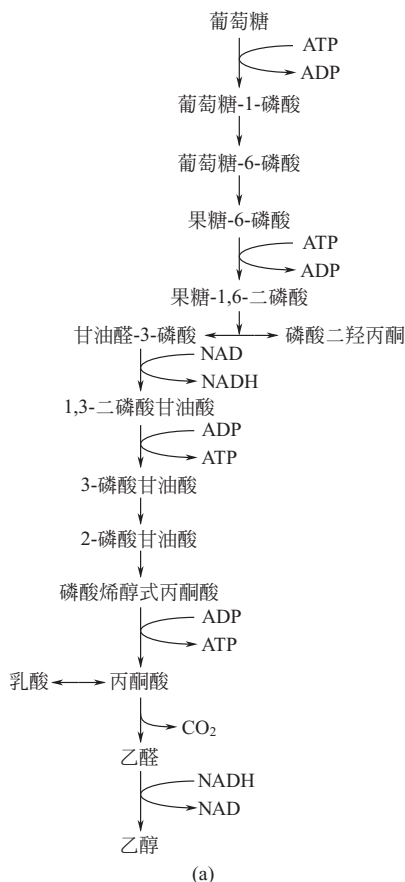 葡萄糖
ATP
ADP
葡萄糖-1-磷酸
葡萄糖-6-磷酸
果糖-6-磷酸
ATP
ADP
果糖-1,6-二磷酸
甘油醛-3-磷酸 磷酸二羟丙酮
NAD
NADH
1,3-二磷酸甘油酸
ADP
ATP
3-磷酸甘油酸
2-磷酸甘油酸
磷酸烯醇式丙酮酸
ADP
ATP
乳酸 丙酮酸
CO₂
乙醛
NADH
NAD
乙醇
(a)